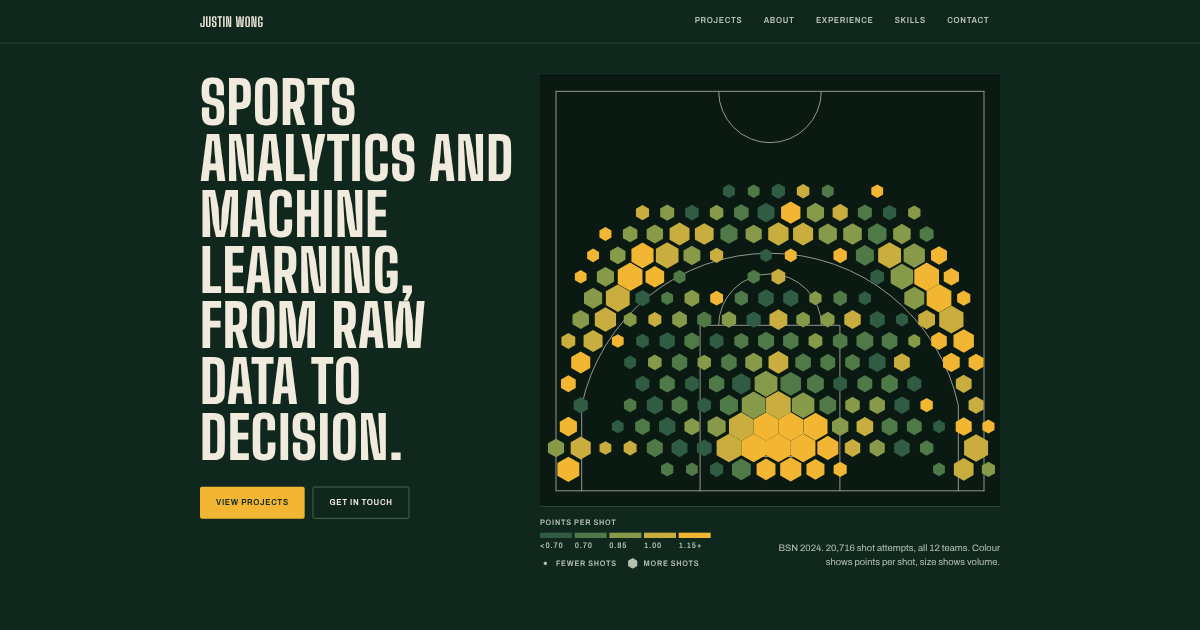 JUSTIN WONG
PROJECTS ABOUT EXPERIENCE SKILLS CONTACT
SPORTS
ANALYTICS AND
MACHINE
LEARNING,
FROM RAW
DATA TO
DECISION.
VIEW PROJECTS GET IN TOUCH
POINTS PER SHOT
<0.70 0.70 0.85 1.00 1.15+
FEWER SHOTS MORE SHOTS
BSN 2024. 20,716 shot attempts, all 12 teams. Colour
shows points per shot, size shows volume.